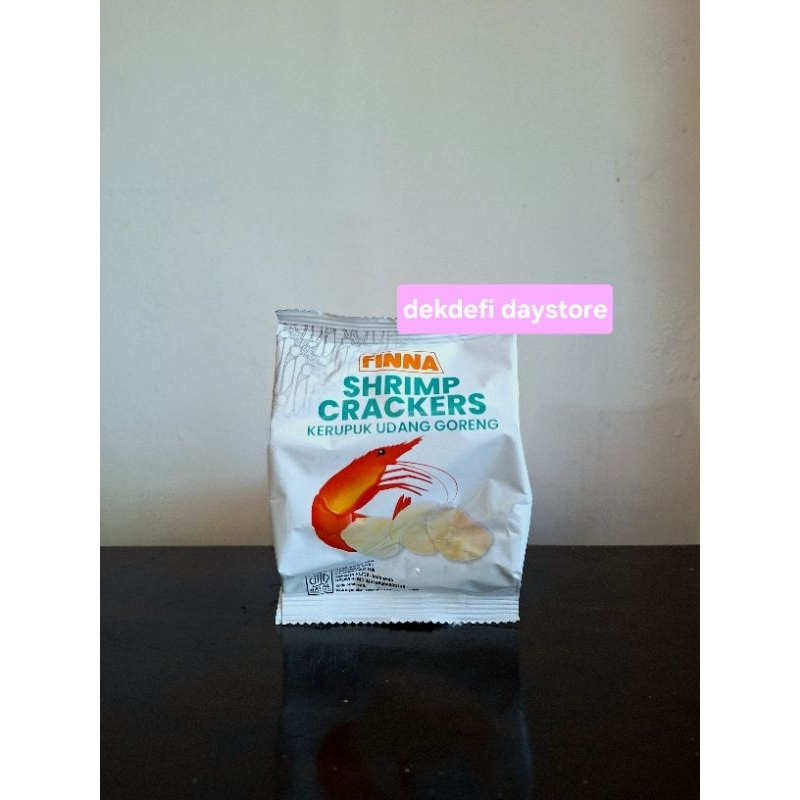 dekdefi daystore
FINNA
SHRIMP
CRACKERS
KERUPUK UDANG GORENG